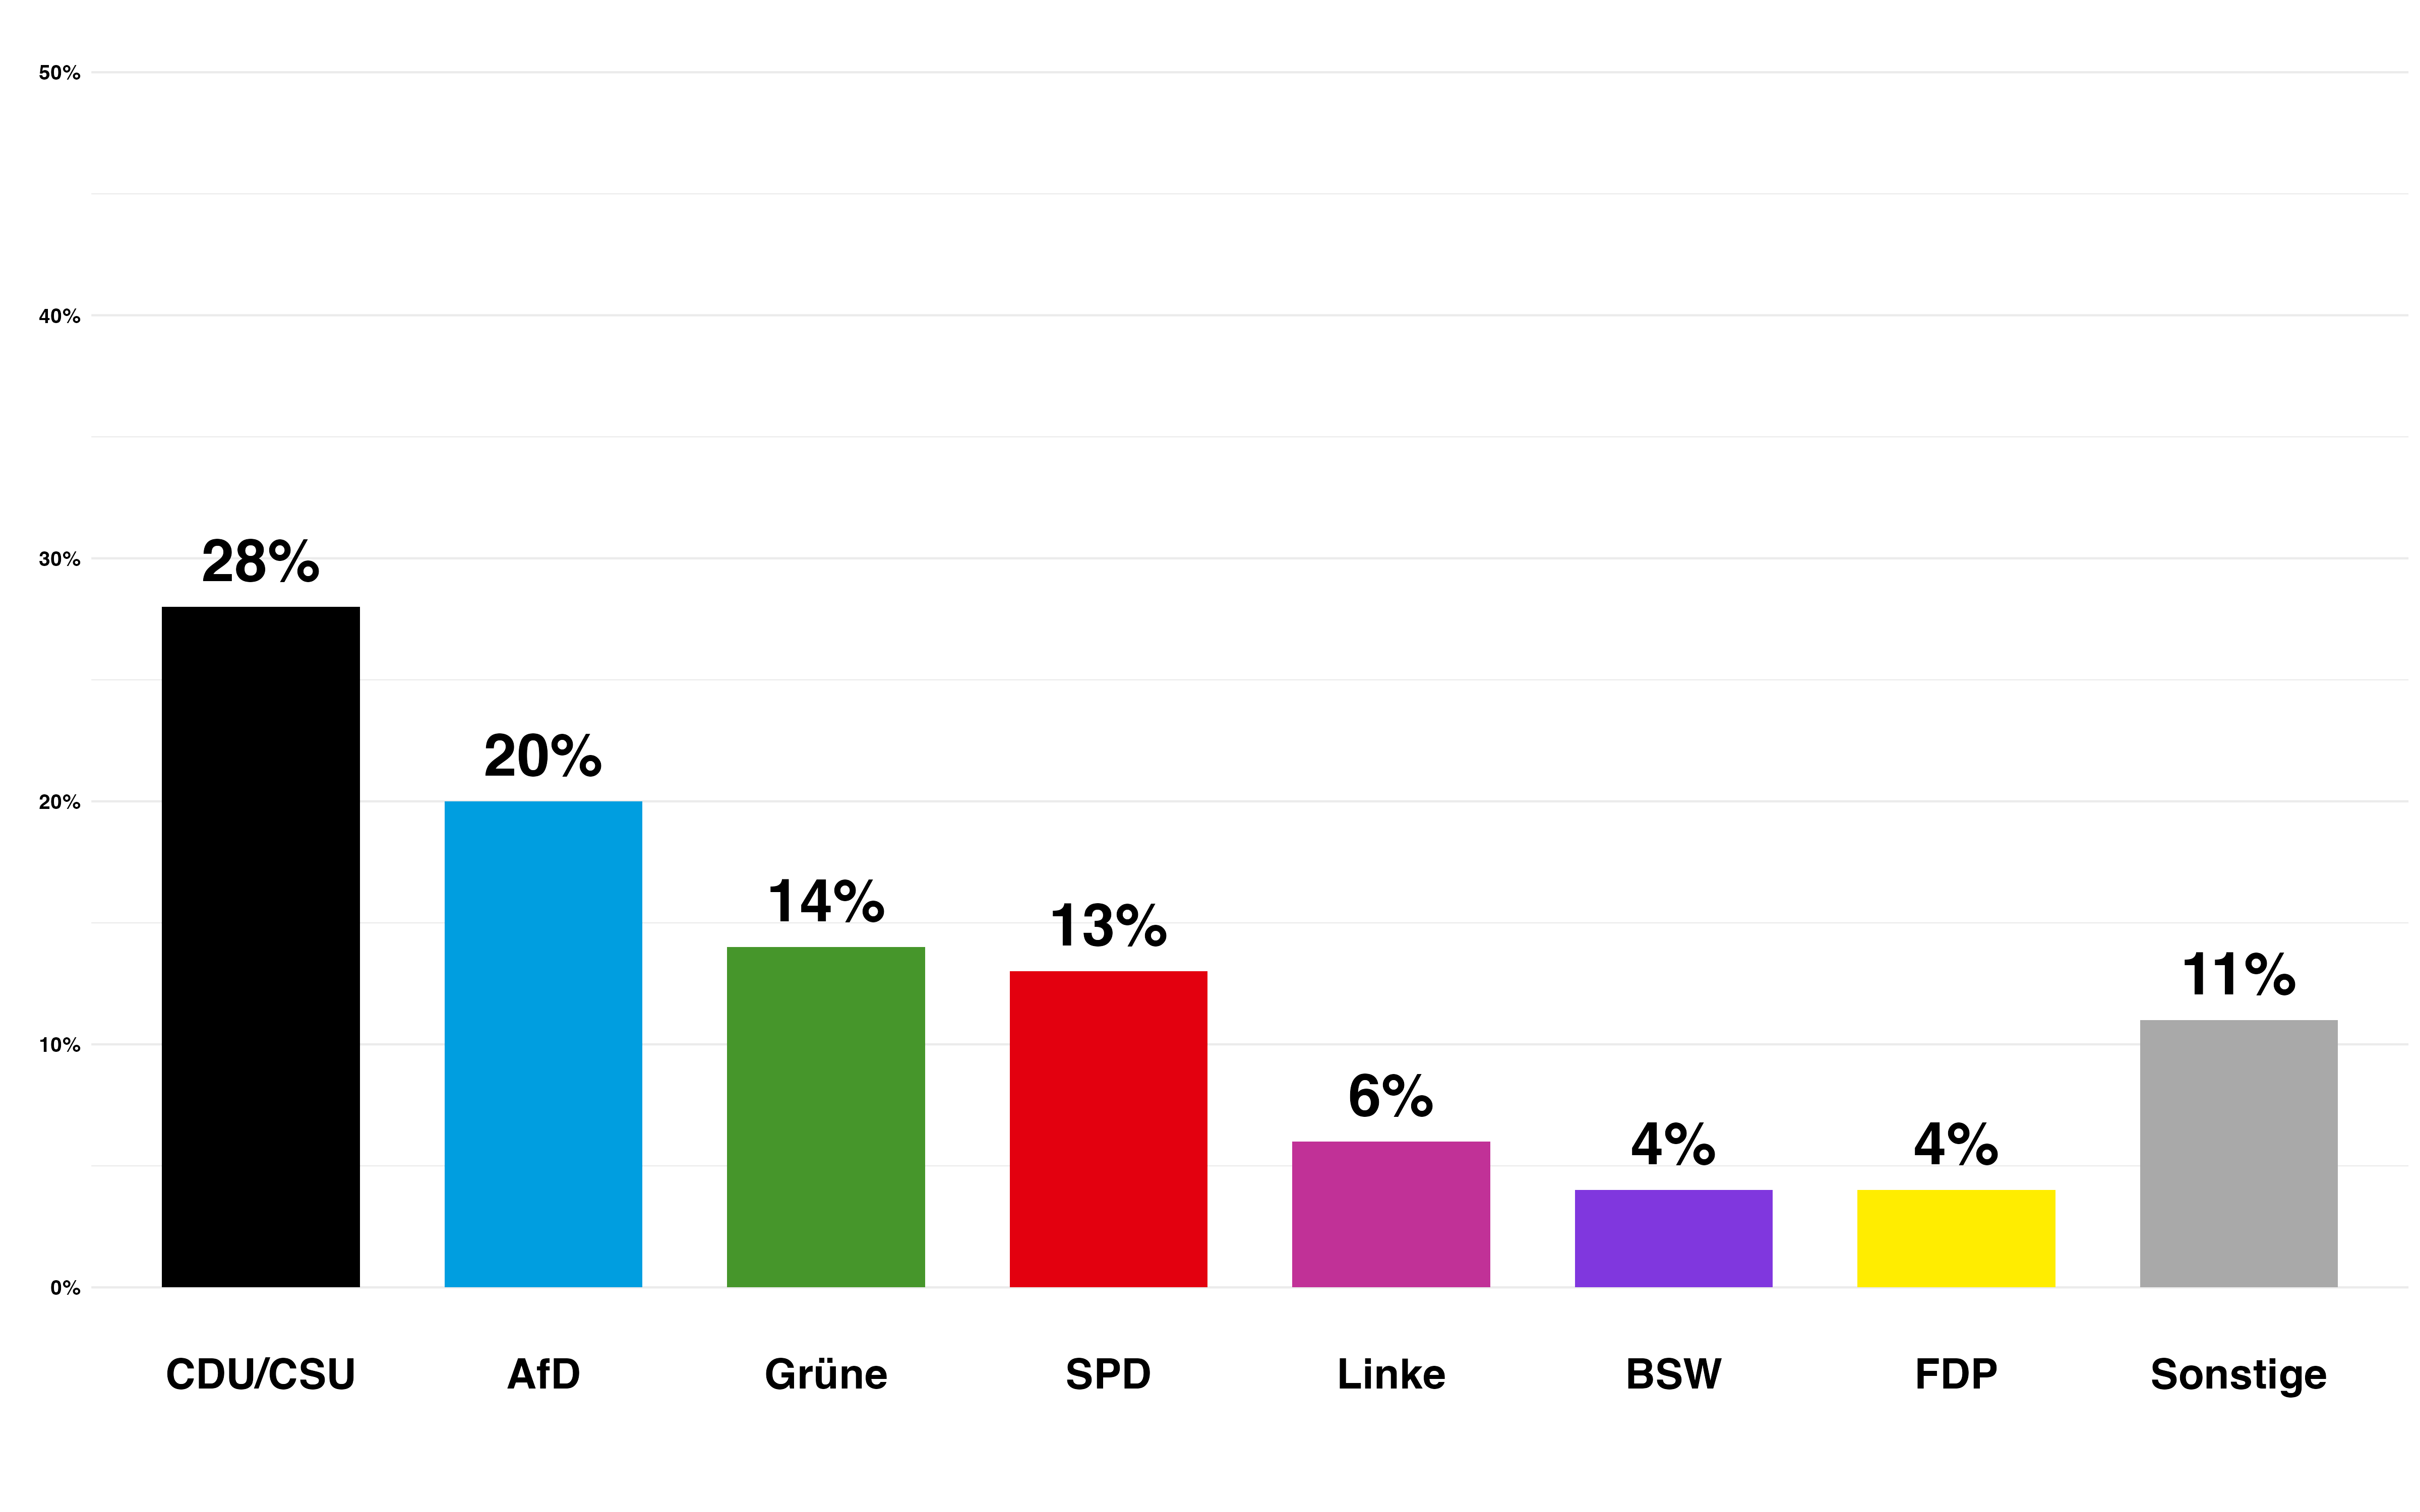 50%
40%
30%
20%
10%
0%
28%
20%
14%
13%
6%
4%
4%
11%
CDU/CSU
AfD
Grüne
SPD
Linke
BSW
FDP
Sonstige